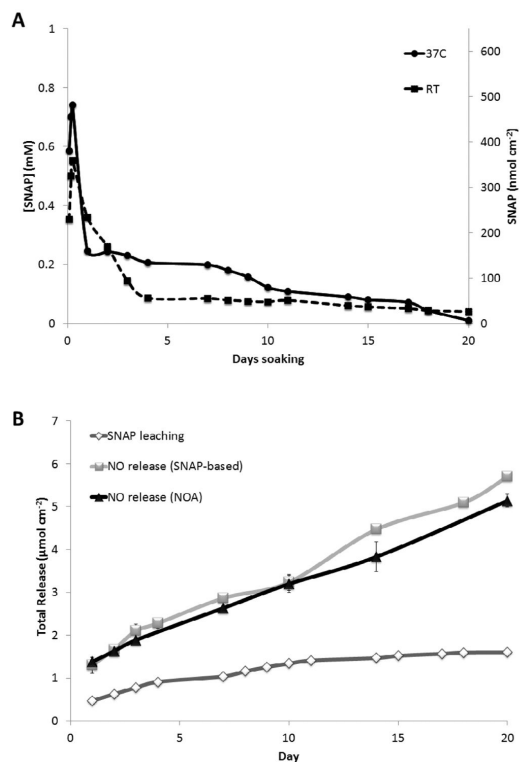 A
1
0.8
0.6
0.4
0.2
0
[SNAP] (mM)
37C
RT
600
500
400
300
200
100
0
SNAP (nmol cm-2)
0 5 10 15 20
Days soaking
B
7
6
5
4
3
2
1
0
Total Release (µmol cm-2)
SNAP leaching
NO release (SNAP-based)
NO release (NOA)
0 5 10 15 20
Day